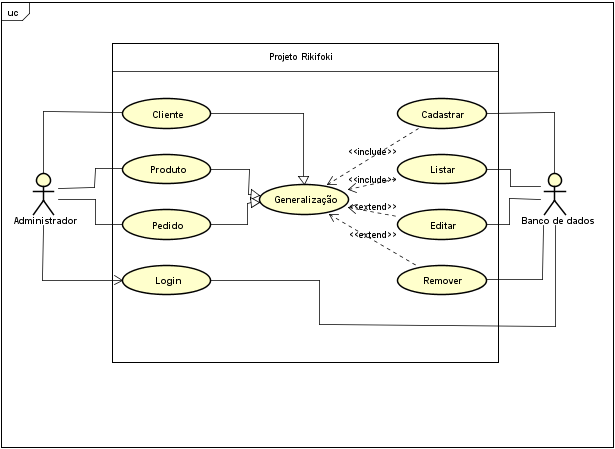 uc
Projeto Rikifoki
Cliente
Cadastrar
<<include>>
Produto
Listar
<<include>>
Administrador
Generalização
Banco de dados
<<extend>>
Pedido
Editar
<<extend>>
Login
Remover